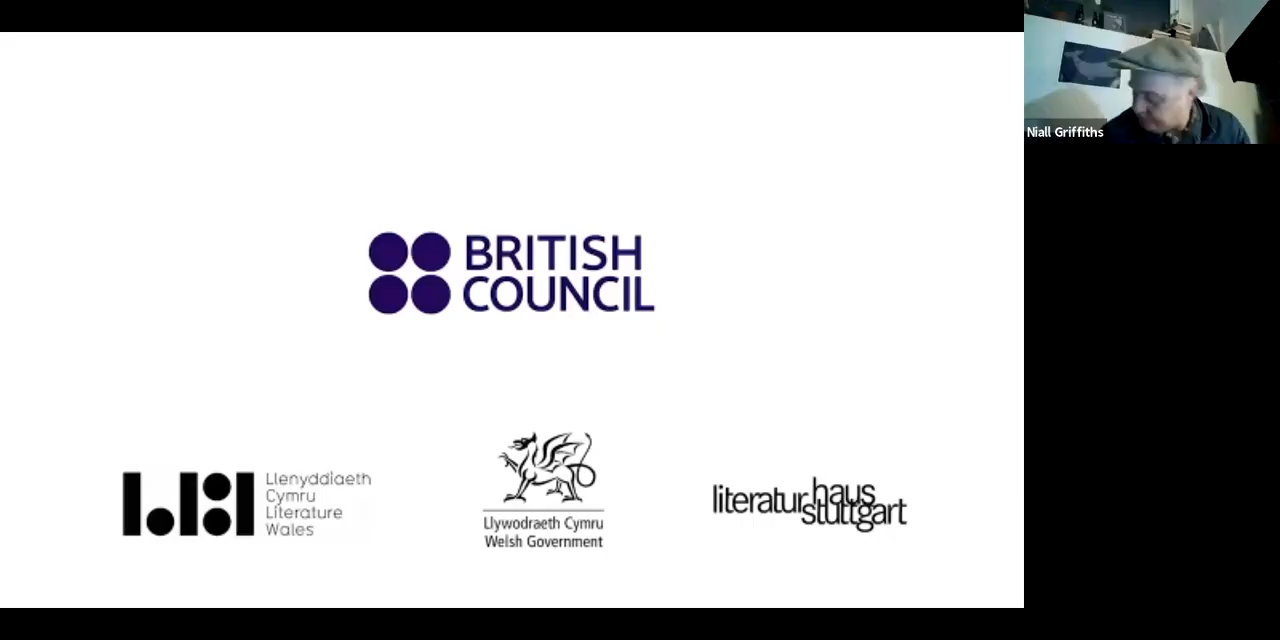 Niall Griffiths
BRITISH
COUNCIL
Llenyddiaeth
Cymru
Literature
Wales
Llywodraeth Cymru
Welsh Government
literaturhaus
stuttgart